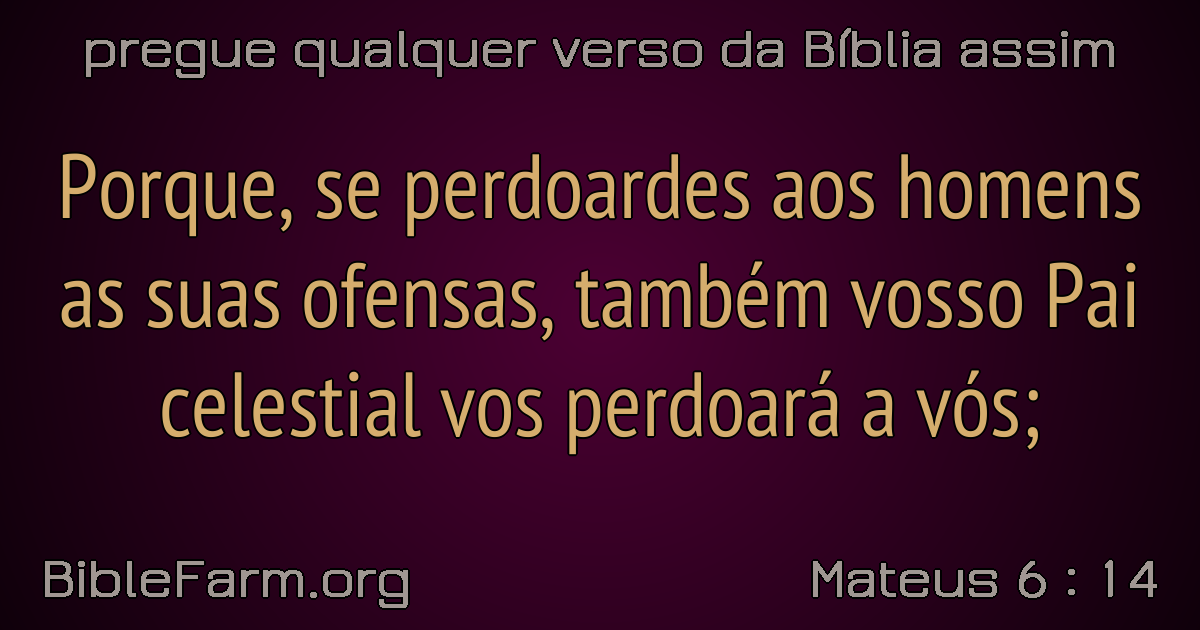 pregue qualquer verso da Bíblia assim
Porque, se perdoardes aos homens
as suas ofensas, também vosso Pai
celestial vos perdoará a vós;
BibleFarm.org
Mateus 6 : 14